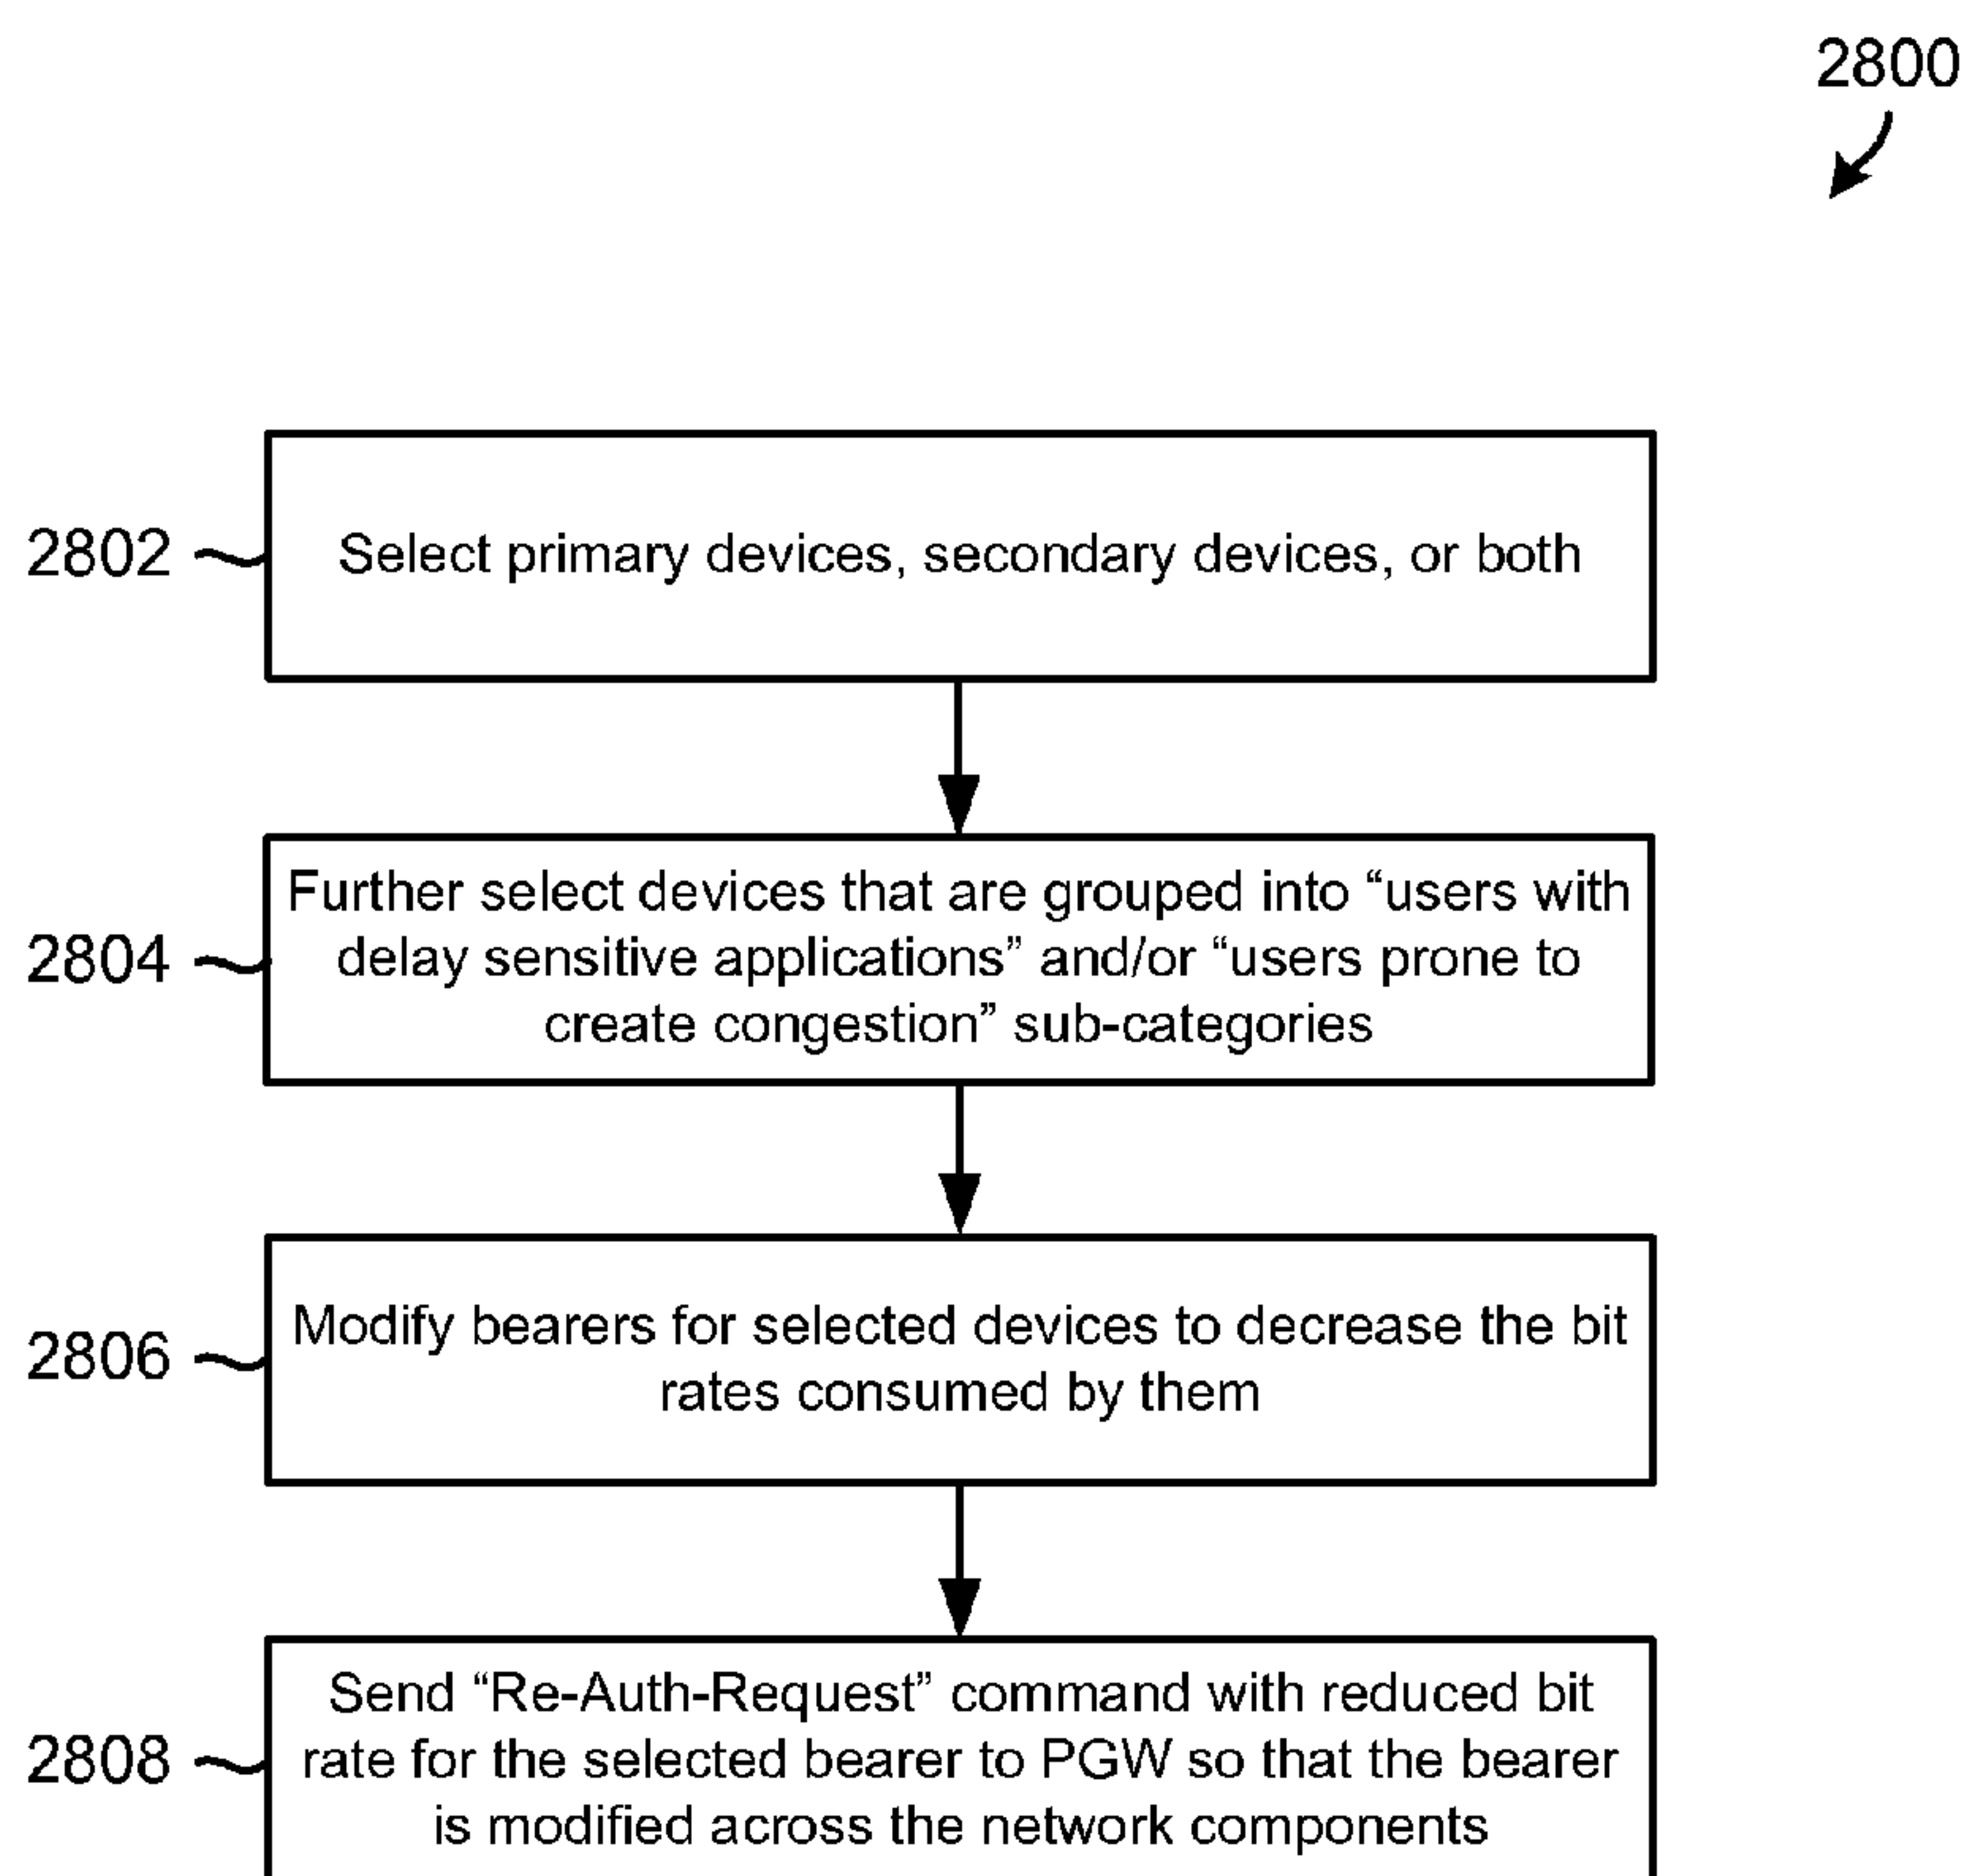 2800
2802
Select primary devices, secondary devices, or both
2804
Further select devices that are grouped into “users with
delay sensitive applications” and/or “users prone to
create congestion” sub-categories
2806
Modify bearers for selected devices to decrease the bit
rates consumed by them
2808
Send “Re-Auth-Request” command with reduced bit
rate for the selected bearer to PGW so that the bearer
is modified across the network components